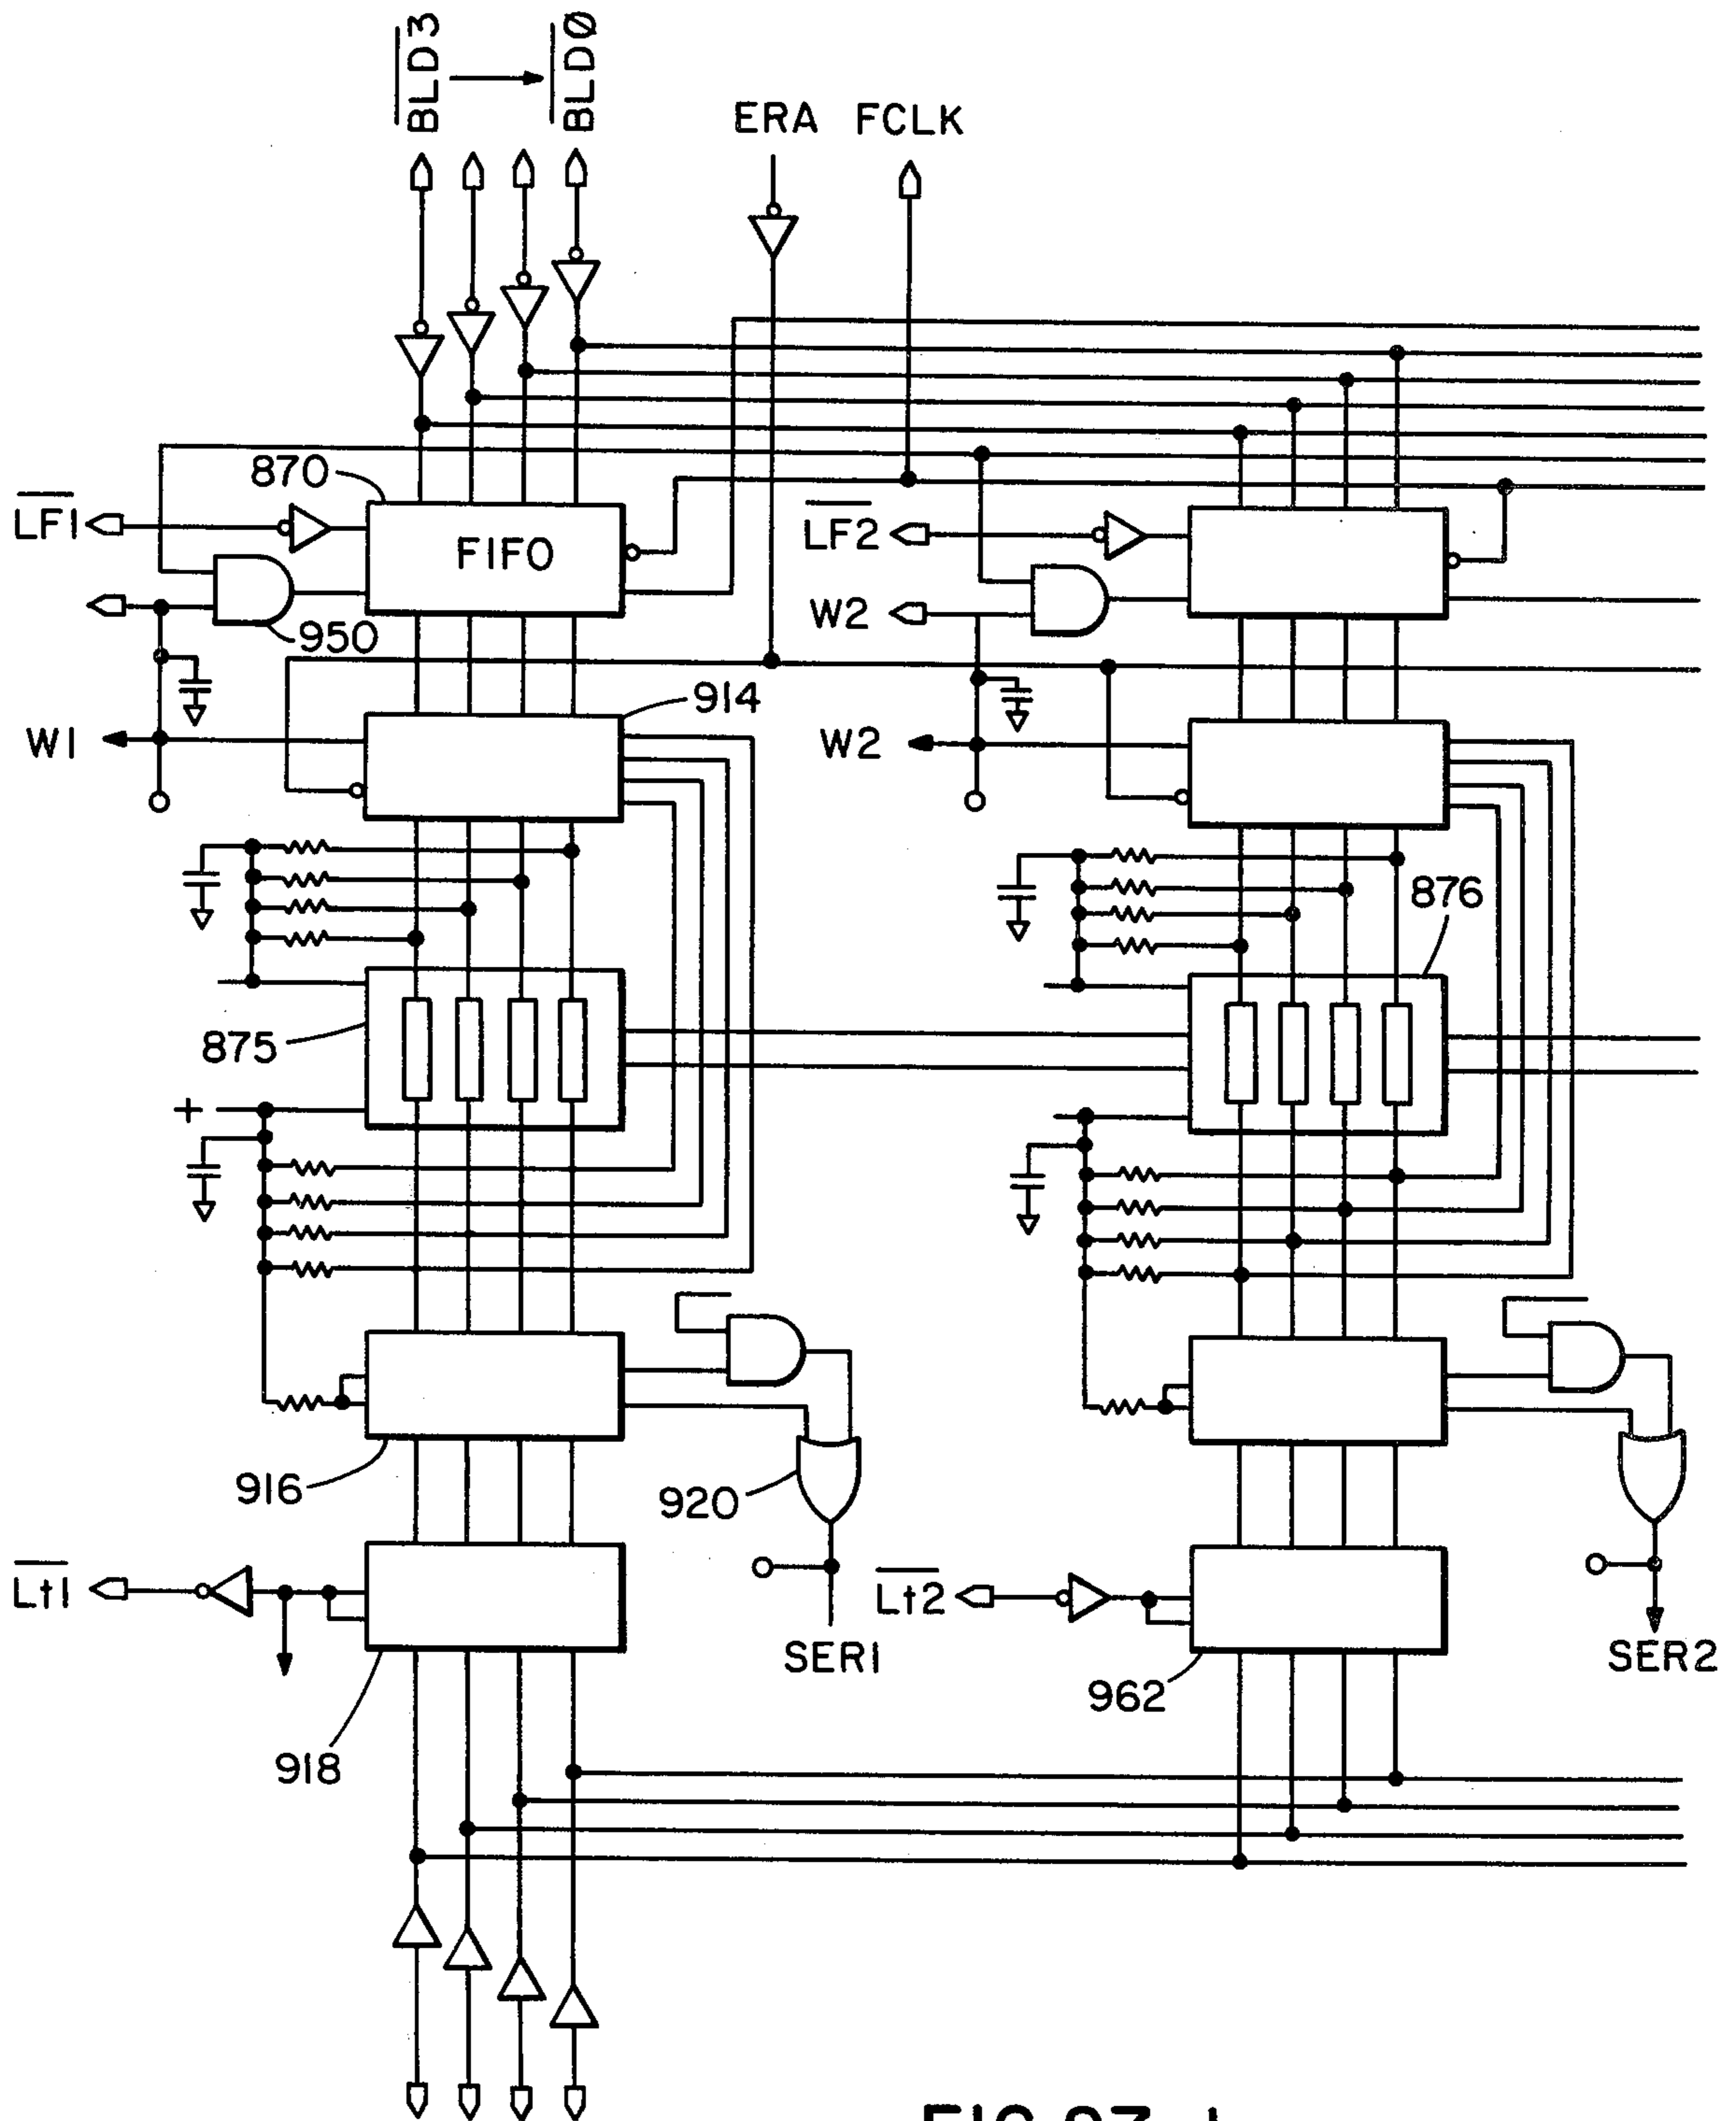 BLD3
BLDØ
ERA FCLK
870
LF1
FIFO
LF2
950
W2
914
W1
W2
876
875
+
916
920
Lt1
Lt2
SER1
SER2
962
918